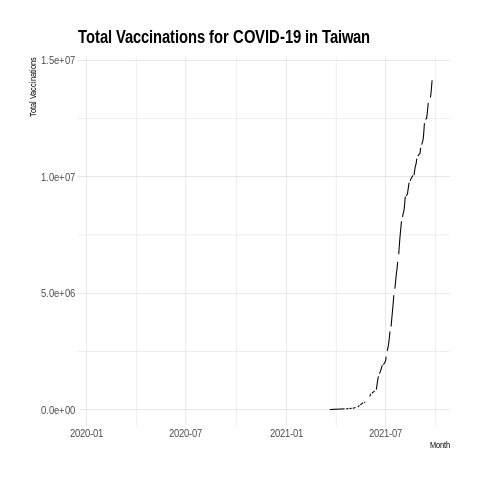 Total Vaccinations for COVID-19 in Taiwan
Total Vaccinations
1.5e+07
1.0e+07
5.0e+06
0.0e+00
2020-01 2020-07 2021-01 2021-07
Month